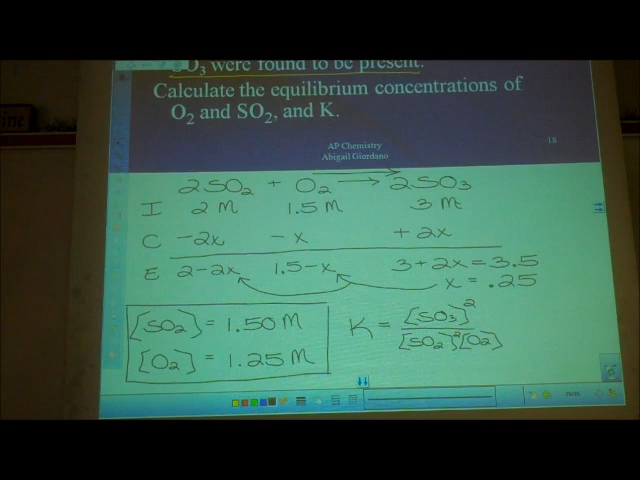 SO₃ were found to be present.
Calculate the equilibrium concentrations of
O₂ and SO₂, and K.
AP Chemistry
Abigail Giordano
18
2SO₂ + O₂ → 2SO₃
I 2 M 1.5 M 3 M
C -2x -x +2x
E 2-2x 1.5-x 3+2x = 3.5
x = .25
[SO₂] = 1.50 M
[O₂] = 1.25 M
K = [SO₃]² / [SO₂]²[O₂]